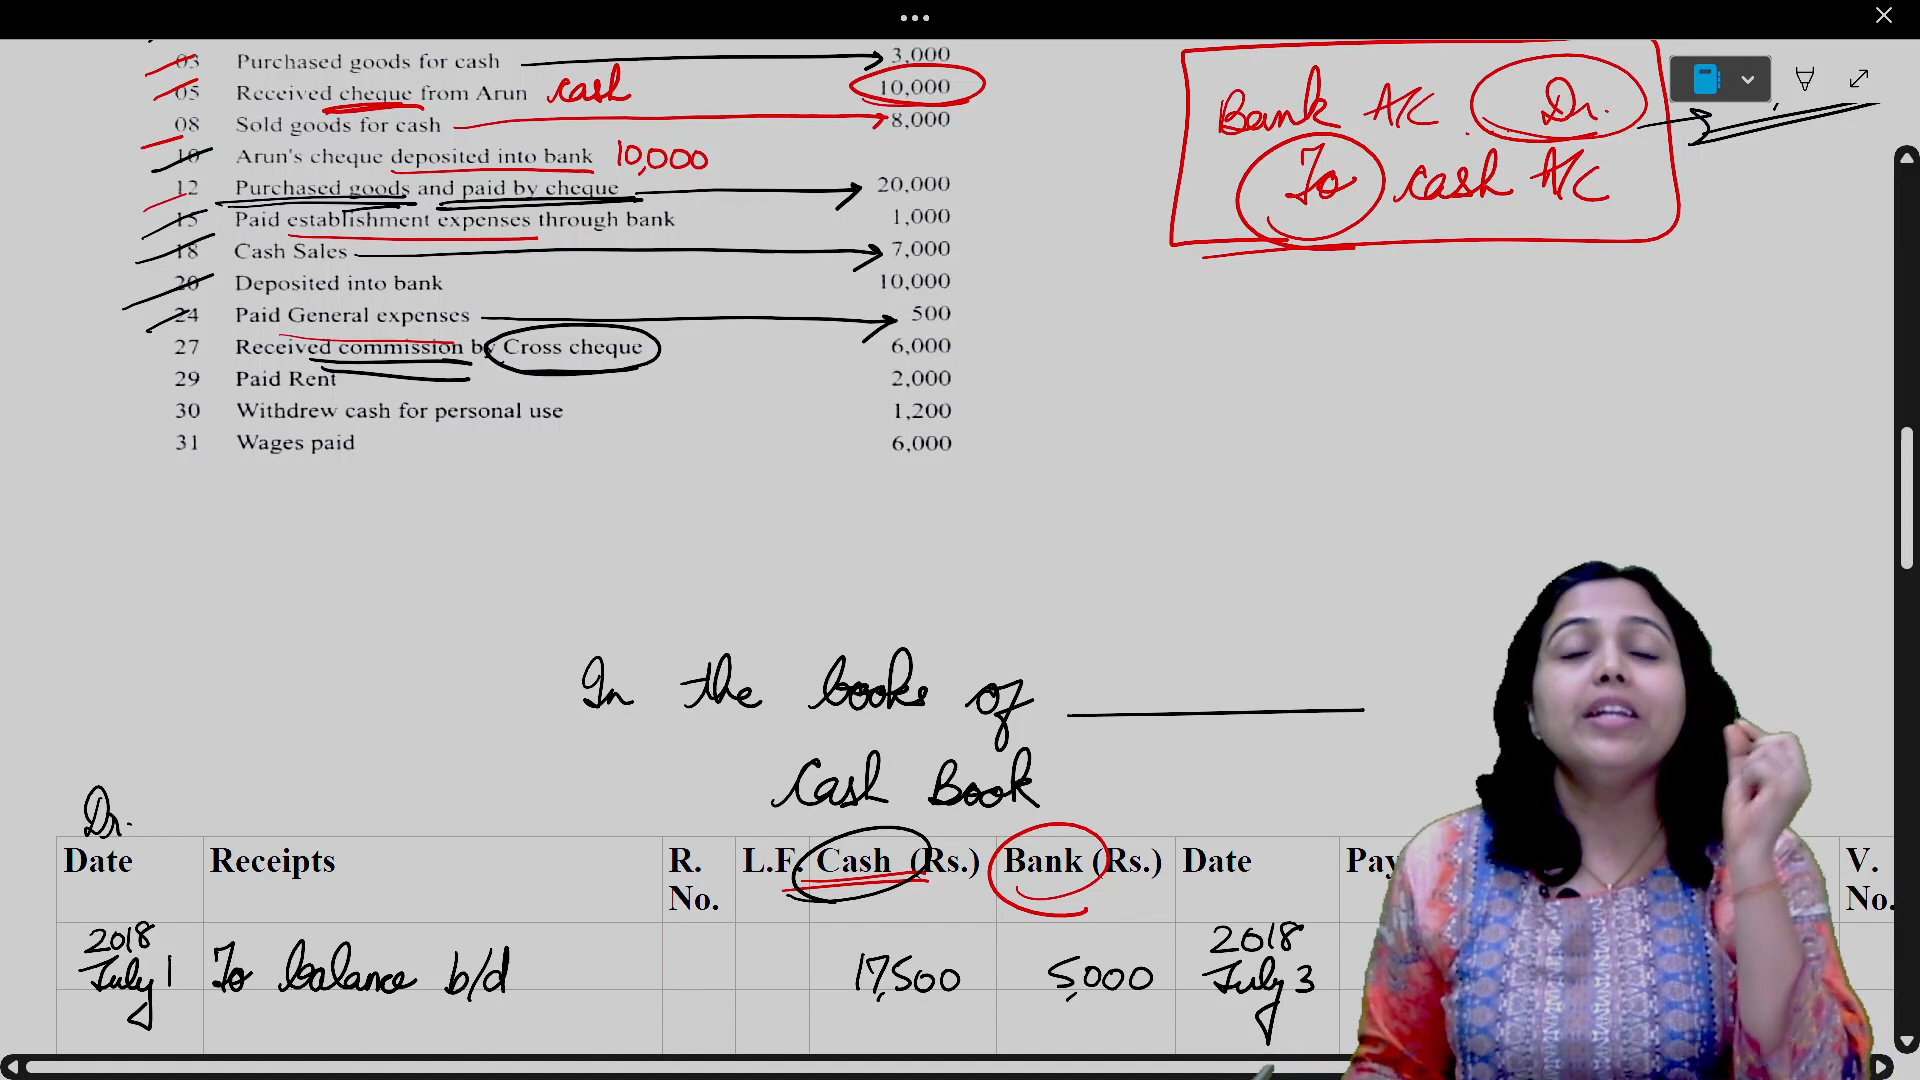 03 Purchased goods for cash 3,000
05 Received cheque from Arun cash 10,000
08 Sold goods for cash 8,000
10 Arun's cheque deposited into bank 10,000
12 Purchased goods and paid by cheque 20,000
15 Paid establishment expenses through bank 1,000
18 Cash Sales 7,000
20 Deposited into bank 10,000
24 Paid General expenses 500
27 Received commission by Cross cheque 6,000
29 Paid Rent 2,000
30 Withdrew cash for personal use 1,200
31 Wages paid 6,000
Bank A/C Dr.
To cash A/C
In the books of
Cash Book
Dr.
Date Receipts R. No. L.F. Cash (Rs.) Bank (Rs.) Date Pay V. No.
2018 July 1 To balance b/d 17,500 5,000 2018 July 3